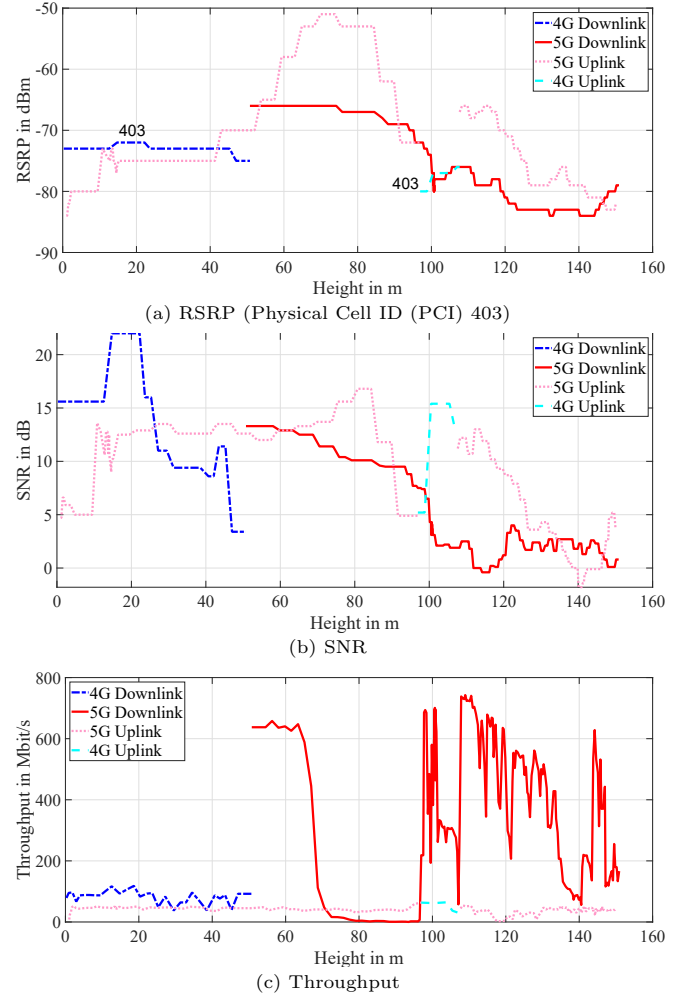 -50
-60
-70
-80
-90
RSRP in dBm
403
403
4G Downlink
5G Downlink
5G Uplink
4G Uplink
0 20 40 60 80 100 120 140 160
Height in m
(a) RSRP (Physical Cell ID (PCI) 403)
20
15
10
5
0
SNR in dB
4G Downlink
5G Downlink
5G Uplink
4G Uplink
0 20 40 60 80 100 120 140 160
Height in m
(b) SNR
800
600
400
200
0
Throughput in Mbit/s
4G Downlink
5G Downlink
5G Uplink
4G Uplink
0 20 40 60 80 100 120 140 160
Height in m
(c) Throughput